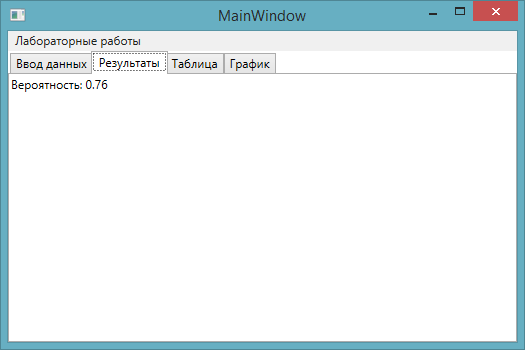 MainWindow
Лабораторные работы
Ввод данных Результаты Таблица График
Вероятность: 0.76